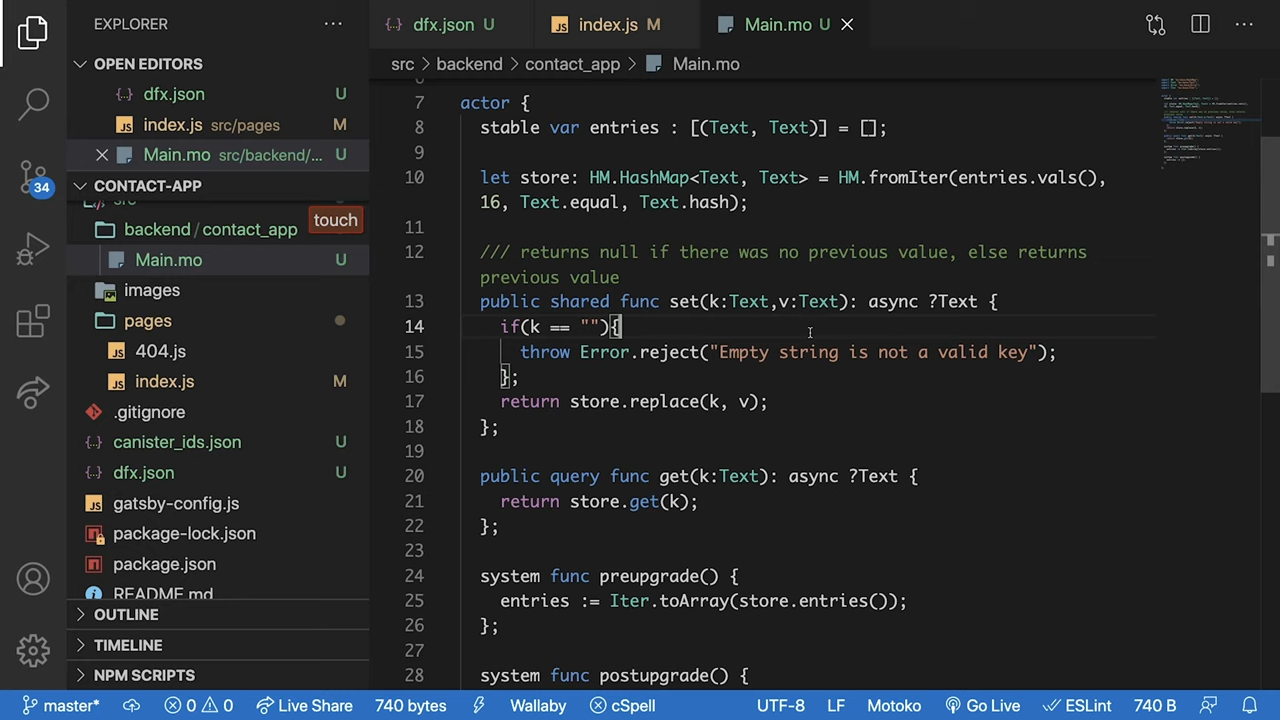 EXPLORER
OPEN EDITORS
dfx.json U
JS index.js src/pages M
Main.mo src/backend/... U
CONTACT-APP
src
backend / contact_app
touch
Main.mo U
images
pages
404.js
JS index.js M
.gitignore
canister_ids.json U
dfx.json U
JS gatsby-config.js
package-lock.json
package.json
README.md
OUTLINE
TIMELINE
NPM SCRIPTS
34
{..} dfx.json U
JS index.js M
Main.mo U
src > backend > contact_app > Main.mo
7 actor {
8 var entries : [(Text, Text)] = [];
9
10 let store: HM.HashMap<Text, Text> = HM.fromIter(entries.vals(),
16, Text.equal, Text.hash);
11
12 /// returns null if there was no previous value, else returns
previous value
13 public shared func set(k:Text,v:Text): async ?Text {
14 if(k == ""){
15 throw Error.reject("Empty string is not a valid key");
16 };
17 return store.replace(k, v);
18 };
19
20 public query func get(k:Text): async ?Text {
21 return store.get(k);
22 };
23
24 system func preupgrade() {
25 entries := Iter.toArray(store.entries());
26 };
27
28 system func postupgrade() {
master* 0 0 Live Share 740 bytes Wallaby cSpell UTF-8 LF Motoko Go Live ESLint 740 B